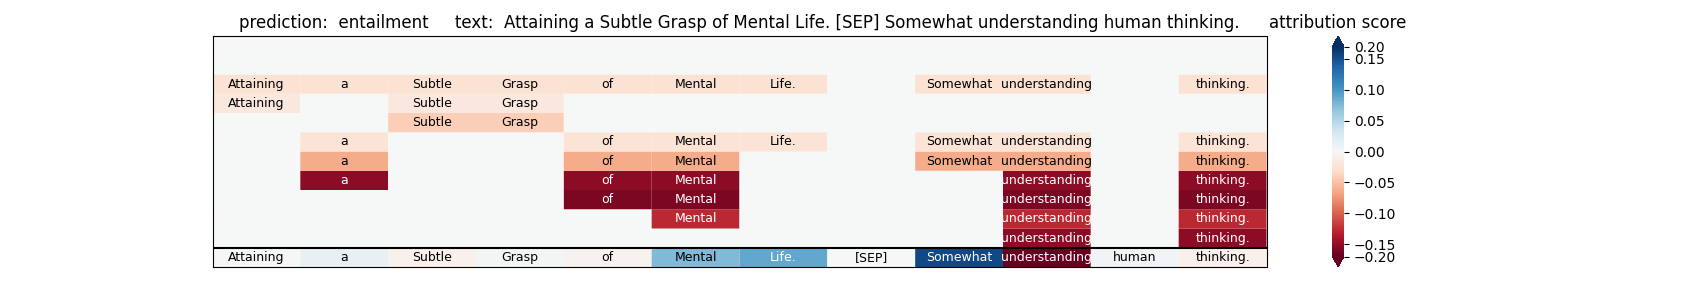 prediction:  entailment     text:  Attaining a Subtle Grasp of Mental Life. [SEP] Somewhat understanding human thinking.     attribution score
Attaining a Subtle Grasp of Mental Life. Somewhat understanding thinking.
Attaining Subtle Grasp
Subtle Grasp
a of Mental Life. Somewhat understanding thinking.
a of Mental Somewhat understanding thinking.
a of Mental understanding thinking.
of Mental understanding thinking.
Mental understanding thinking.
understanding thinking.
Attaining a Subtle Grasp of Mental Life. [SEP] Somewhat understanding human thinking.
0.20
0.15
0.10
0.05
0.00
−0.05
−0.10
−0.15
−0.20